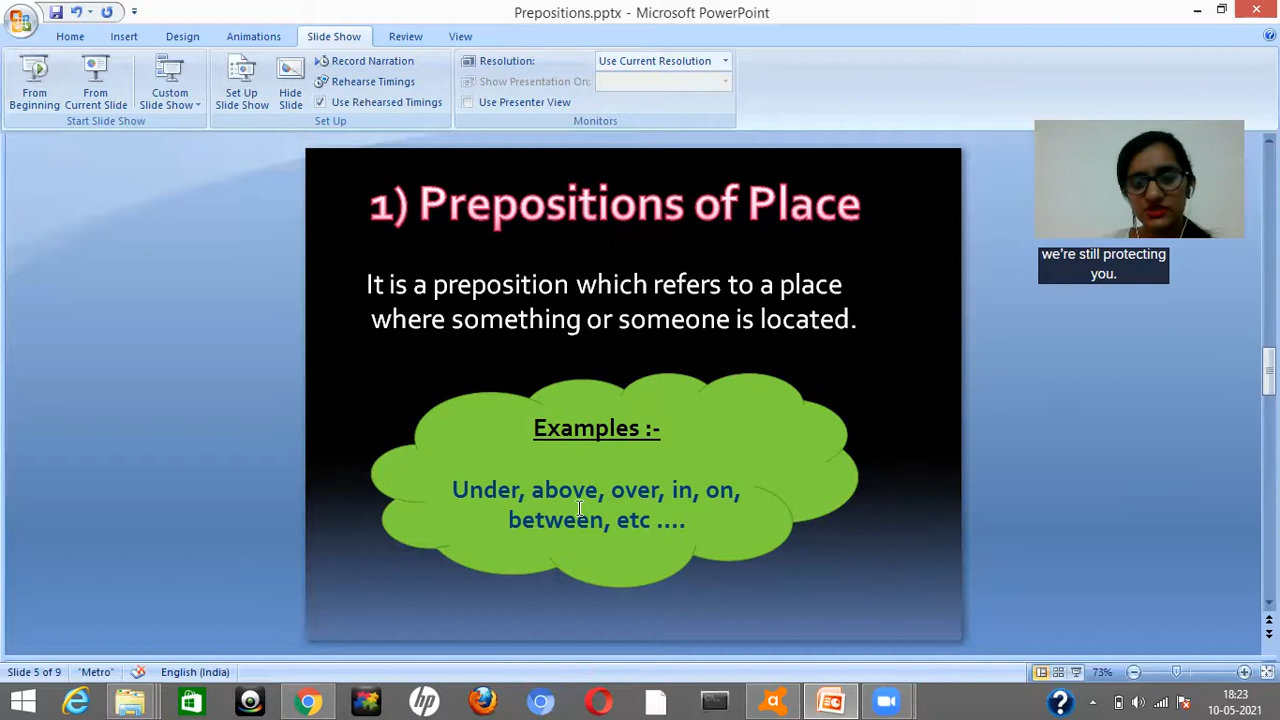 Prepositions.pptx - Microsoft PowerPoint
Home Insert Design Animations Slide Show Review View
From Beginning
From Current Slide
Custom Slide Show
Start Slide Show
Set Up Slide Show
Hide Slide
Record Narration
Rehearse Timings
Use Rehearsed Timings
Set Up
Resolution: Use Current Resolution
Show Presentation On:
Use Presenter View
Monitors
1) Prepositions of Place
It is a preposition which refers to a place
where something or someone is located.
Examples :-
Under, above, over, in, on,
between, etc ....
we're still protecting
you.
Slide 5 of 9 "Metro" English (India) 73%
hp
18:23
10-05-2021